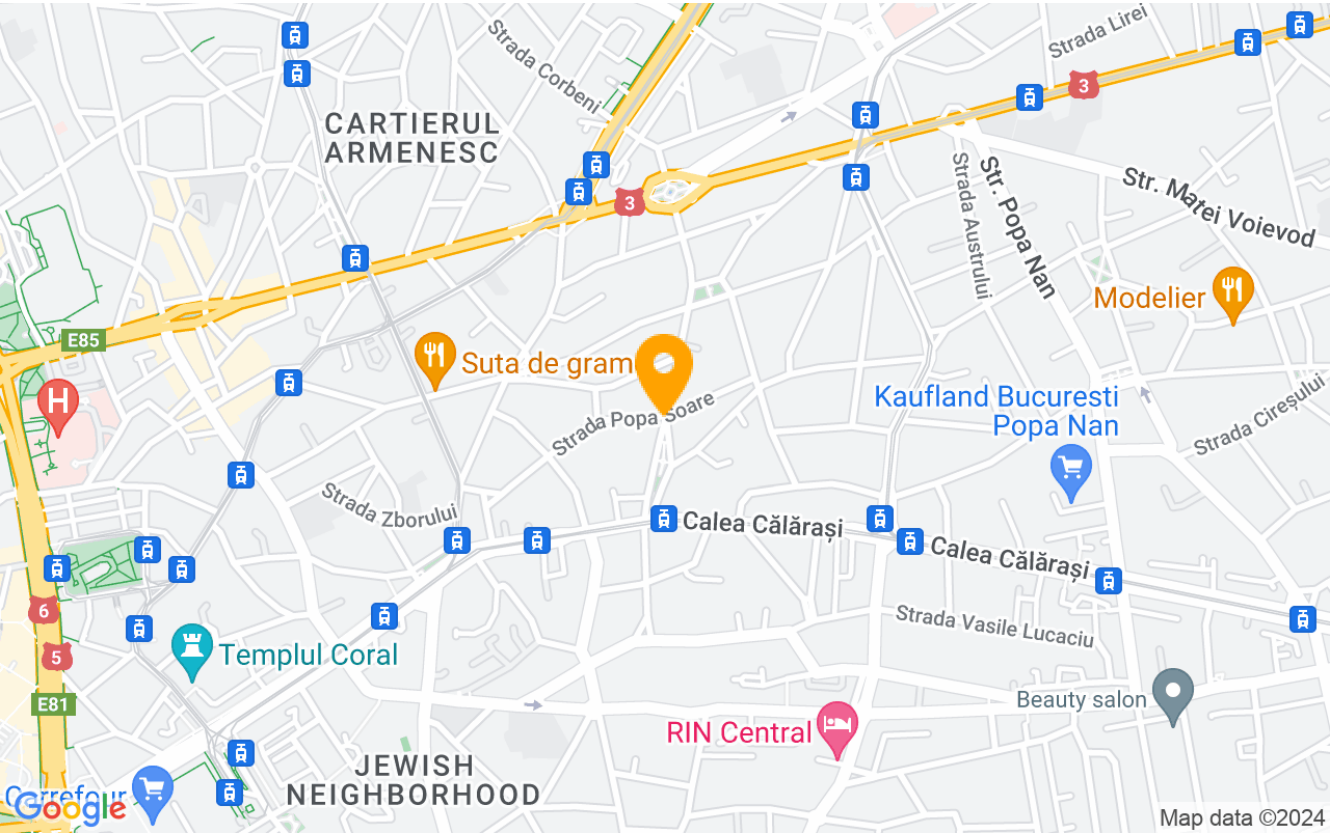 Strada Corbeni
Strada Lirei
3
CARTIERUL
ARMENESC
3
Strada Austrului
Str. Popa Nan
Str. Matei Voievod
Modelier
E85
Suta de gram
H
Strada Popa Soare
Kaufland Bucuresti
Popa Nan
Strada Cireșului
Strada Zborului
Calea Călărași
Calea Călărași
6
5
Strada Vasile Lucaciu
Templul Coral
E81
Beauty salon
RIN Central
JEWISH
NEIGHBORHOOD
Carrefour
Google
Map data ©2024